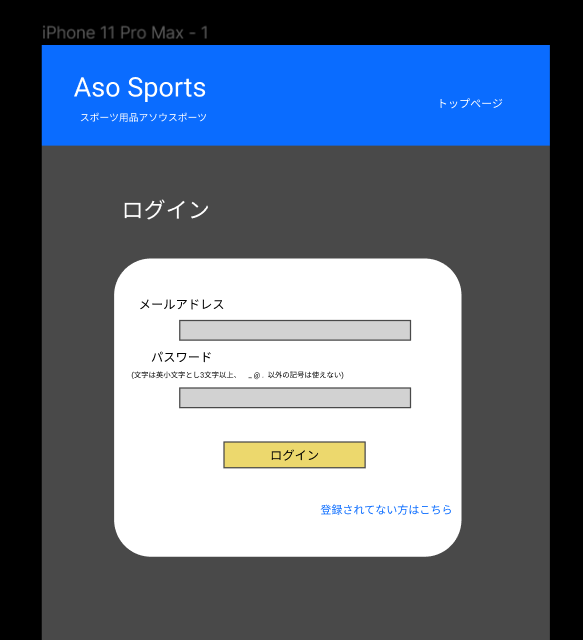 iPhone 11 Pro Max - 1
Aso Sports
スポーツ用品アソウスポーツ
トップページ
ログイン
メールアドレス
パスワード
(文字は英小文字とし3文字以上、 _@. 以外の記号は使えない)
ログイン
登録されてない方はこちら